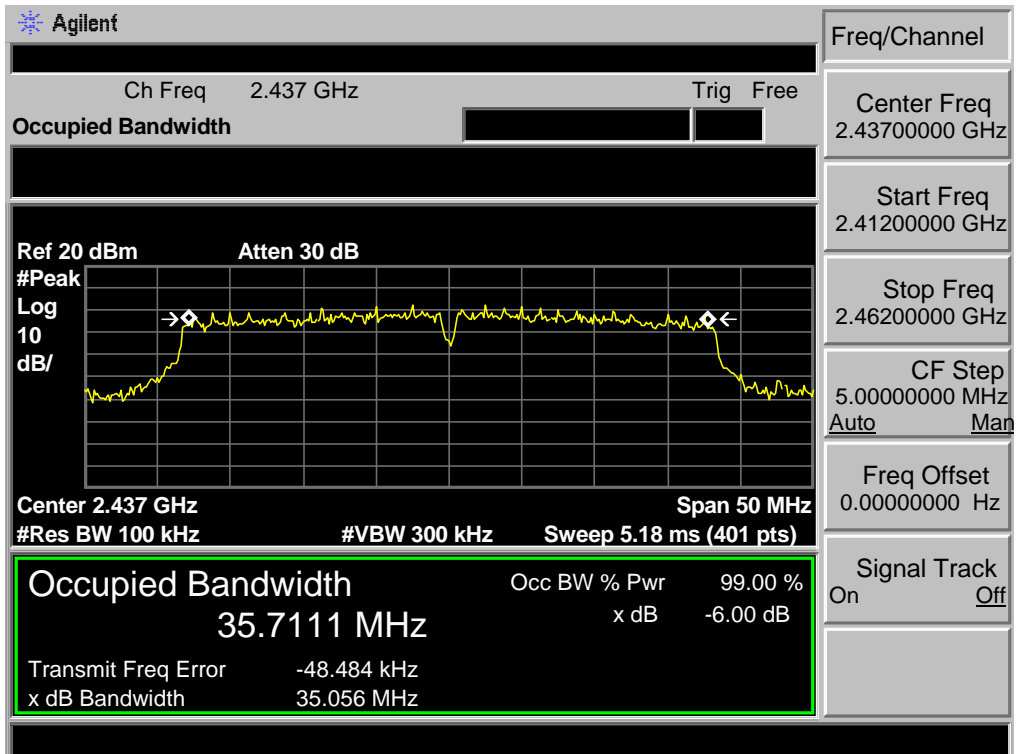 Agilent
Freq/Channel
Ch Freq 2.437 GHz Trig Free
Occupied Bandwidth
Center Freq
2.43700000 GHz
Start Freq
2.41200000 GHz
Stop Freq
2.46200000 GHz
CF Step
5.00000000 MHz
Auto Man
Freq Offset
0.00000000 Hz
Signal Track
On Off
Ref 20 dBm Atten 30 dB
#Peak
Log
10
dB/
Center 2.437 GHz Span 50 MHz
#Res BW 100 kHz #VBW 300 kHz Sweep 5.18 ms (401 pts)
Occupied Bandwidth Occ BW % Pwr 99.00 %
35.7111 MHz x dB -6.00 dB
Transmit Freq Error -48.484 kHz
x dB Bandwidth 35.056 MHz